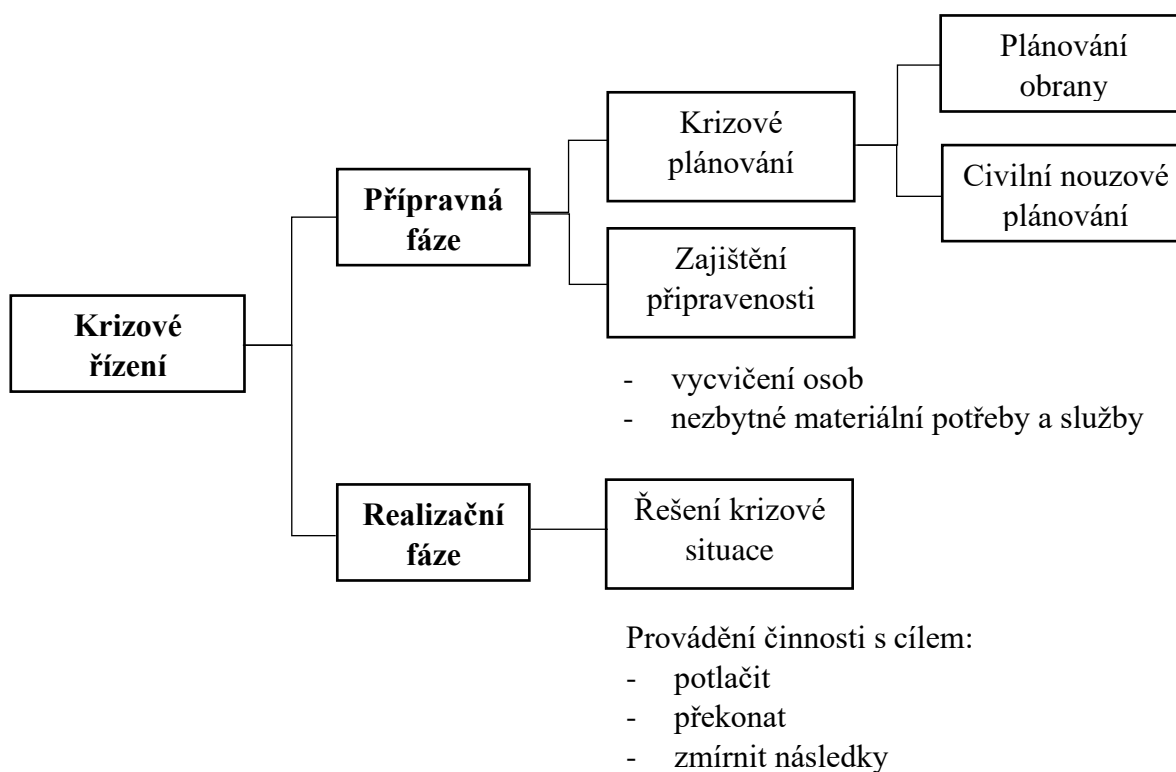 Plánování
obrany
Krizové
plánování
Civilní nouzové
plánování
Přípravná
fáze
Zajištění
připravenosti
Krizové
řízení
- vycvičení osob
- nezbytné materiální potřeby a služby
Realizační
fáze
Řešení krizové
situace
Provádění činnosti s cílem:
- potlačit
- překonat
- zmírnit následky